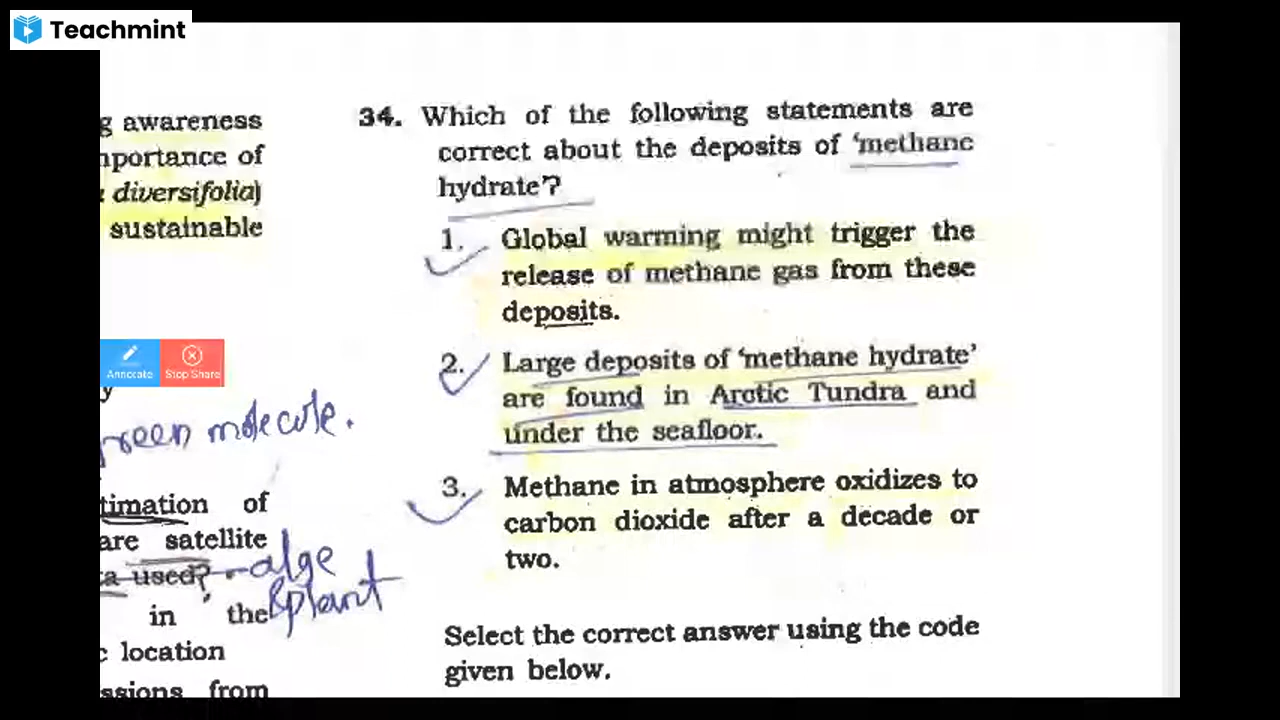 Teachmint
g awareness
nportance of
diversifolia)
sustainable
Annotate
Stop Share
y
reen molecule.
timation of
are satellite
a used? - alge
& plant
in the
c location
ssions from
34. Which of the following statements are
correct about the deposits of ‘methane
hydrate’?
1. Global warming might trigger the
release of methane gas from these
deposits.
2. Large deposits of ‘methane hydrate’
are found in Arctic Tundra and
under the seafloor.
3. Methane in atmosphere oxidizes to
carbon dioxide after a decade or
two.
Select the correct answer using the code
given below.